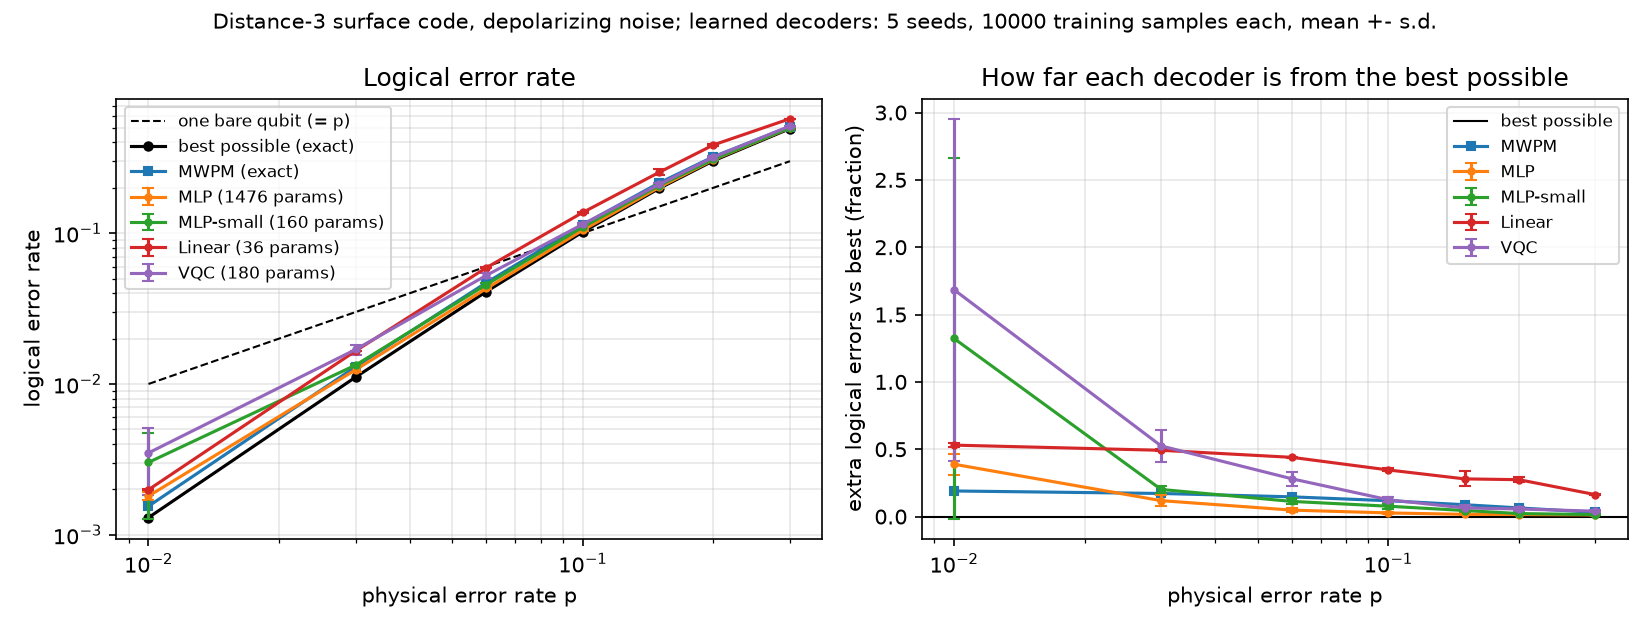 Distance-3 surface code, depolarizing noise; learned decoders: 5 seeds, 10000 training samples each, mean +- s.d.
Logical error rate
one bare qubit (= p)
best possible (exact)
MWPM (exact)
MLP (1476 params)
MLP-small (160 params)
Linear (36 params)
VQC (180 params)
logical error rate
10⁻¹
10⁻²
10⁻³
10⁻²
10⁻¹
physical error rate p
How far each decoder is from the best possible
best possible
MWPM
MLP
MLP-small
Linear
VQC
extra logical errors vs best (fraction)
3.0
2.5
2.0
1.5
1.0
0.5
0.0
10⁻²
10⁻¹
physical error rate p